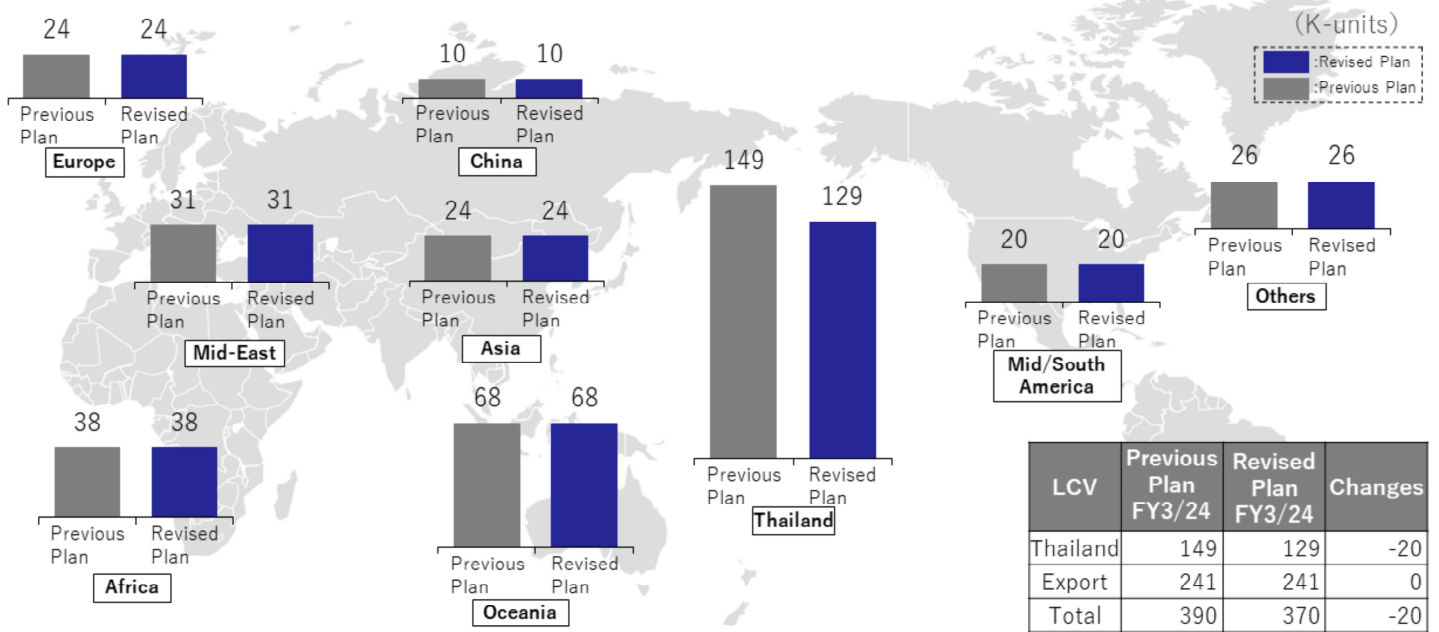 (K-units)
:Revised Plan
:Previous Plan
24 24
Previous Plan
Revised Plan
Europe
10 10
Previous Plan
Revised Plan
China
31 31
Previous Plan
Revised Plan
Mid-East
24 24
Previous Plan
Revised Plan
Asia
149 129
Previous Plan
Revised Plan
Thailand
20 20
Previous Plan
Revised Plan
Mid/South
America
26 26
Previous Plan
Revised Plan
Others
38 38
Previous Plan
Revised Plan
Africa
68 68
Previous Plan
Revised Plan
Oceania
LCV Previous Plan FY3/24 Revised Plan FY3/24 Changes
Thailand 149 129 -20
Export 241 241 0
Total 390 370 -20